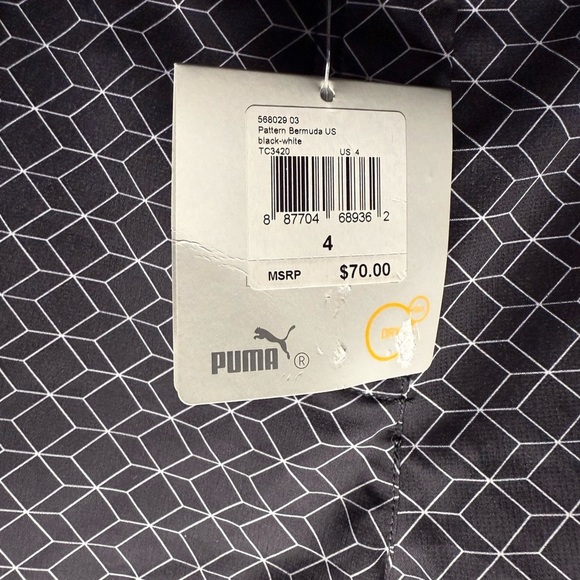 568029 03
Pattern Bermuda US
black-white
TC3420 US 4
8 87704 68936 2
4
MSRP $70.00
PUMA ®